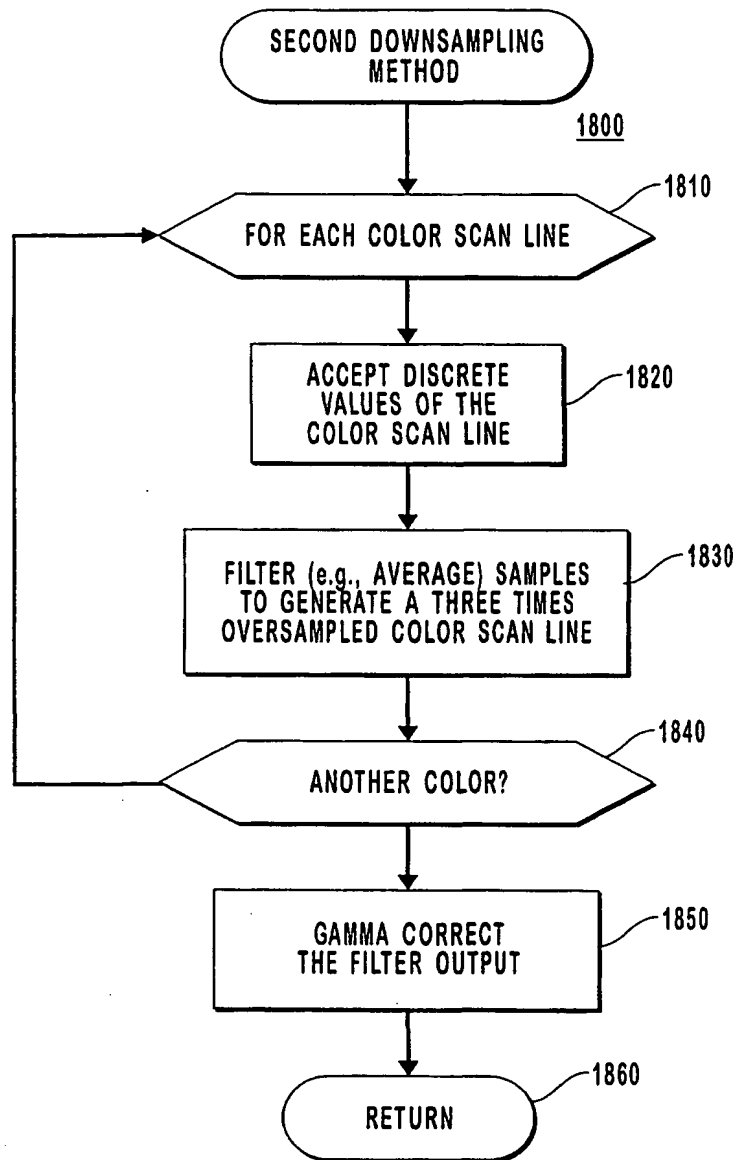 SECOND DOWNSAMPLING
METHOD
1800
1810
FOR EACH COLOR SCAN LINE
ACCEPT DISCRETE
VALUES OF THE
COLOR SCAN LINE
1820
FILTER (e.g., AVERAGE) SAMPLES
TO GENERATE A THREE TIMES
OVERSAMPLED COLOR SCAN LINE
1830
1840
ANOTHER COLOR?
GAMMA CORRECT
THE FILTER OUTPUT
1850
1860
RETURN